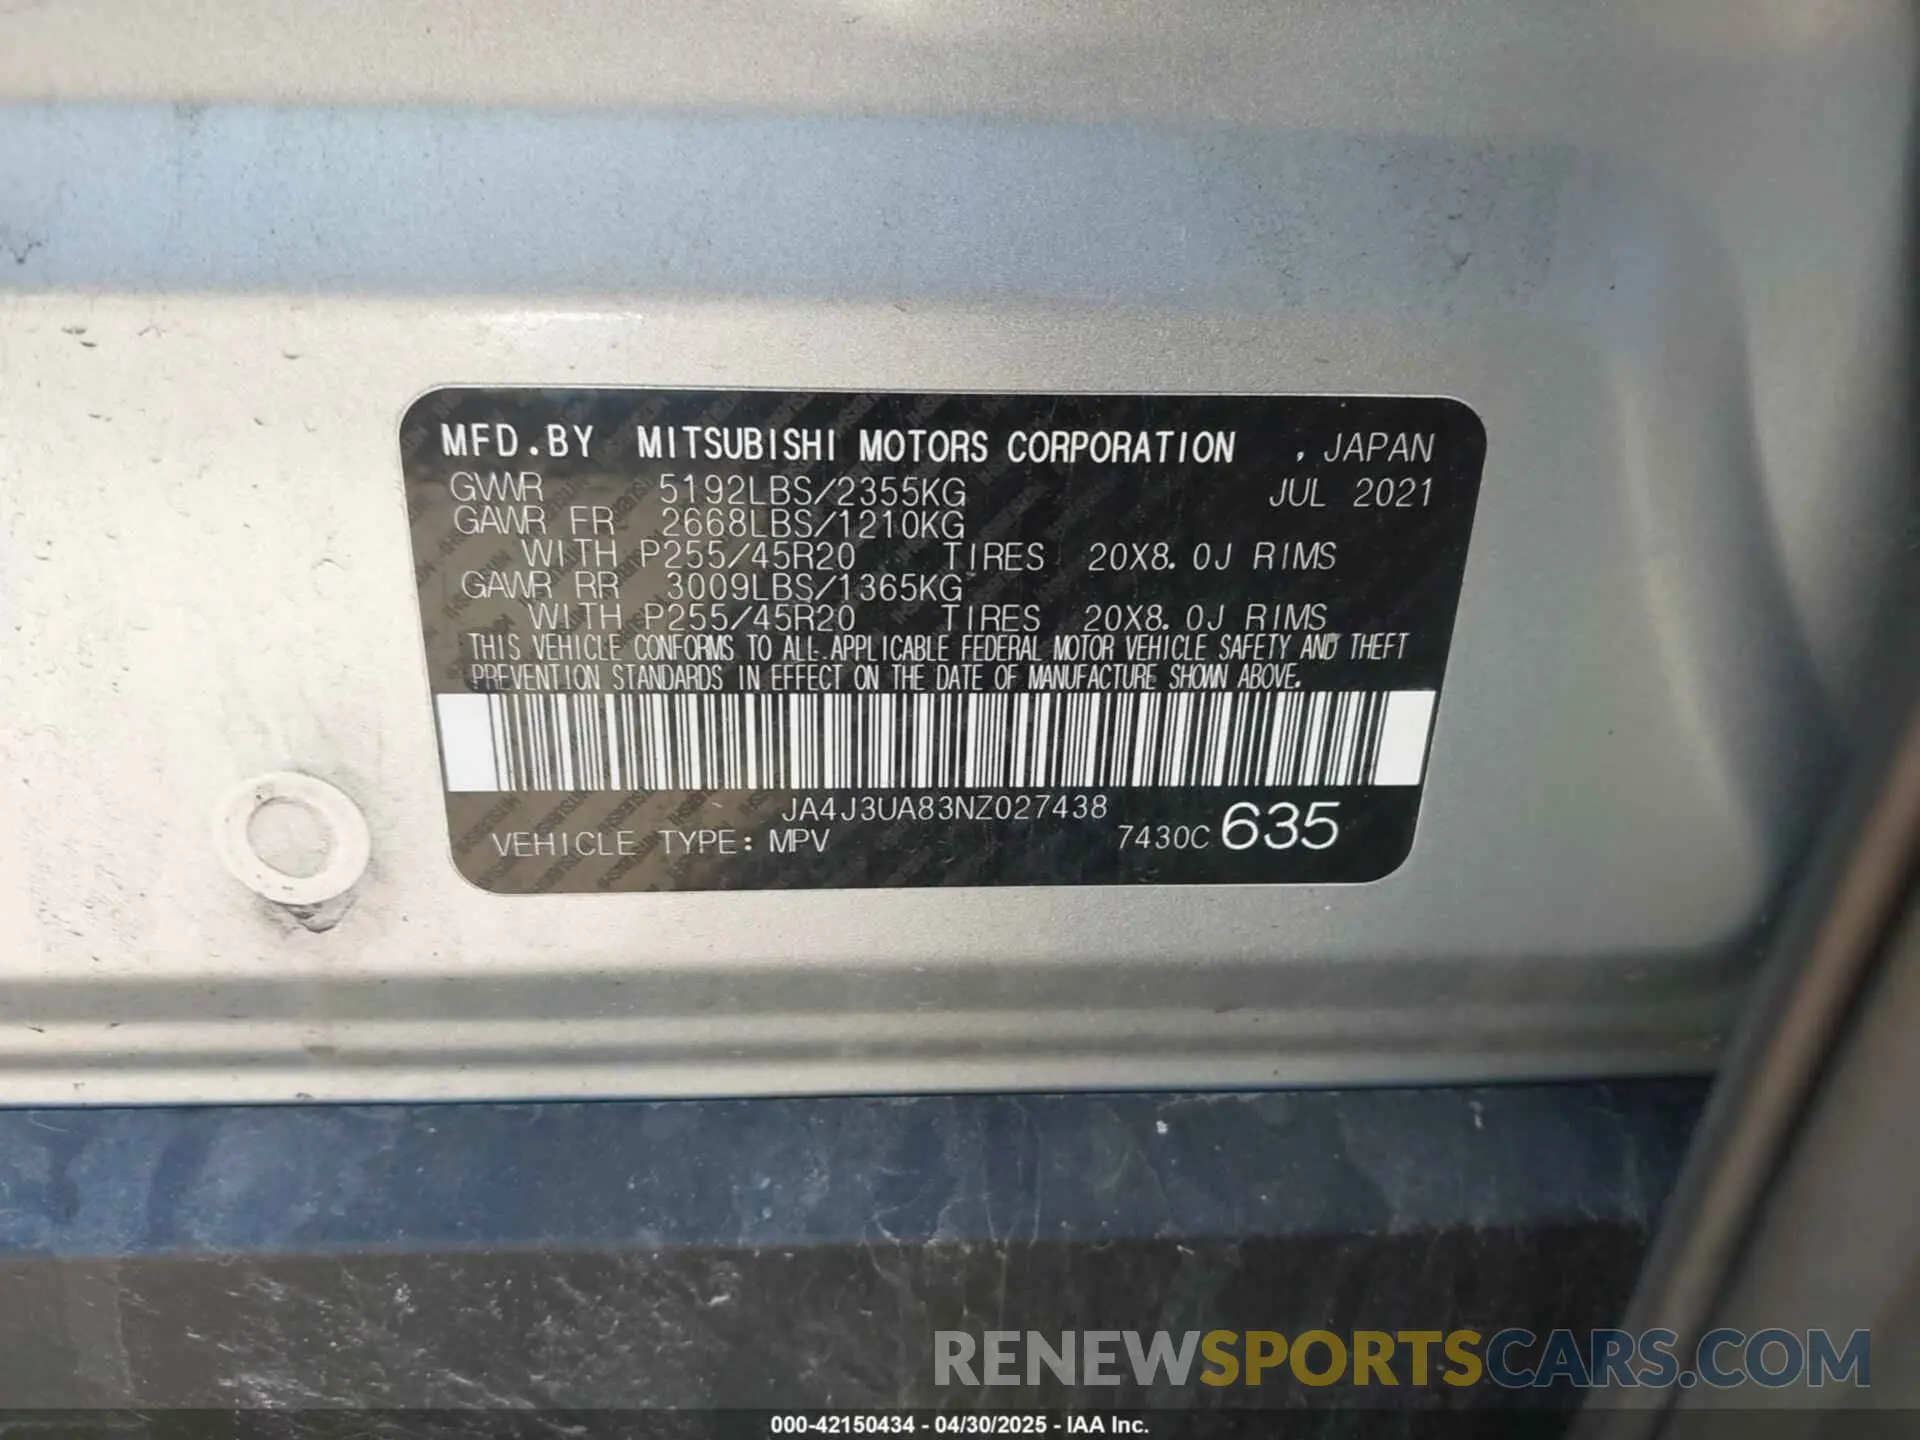 MFD.BY MITSUBISHI MOTORS CORPORATION , JAPAN
GVWR 5192LBS/2355KG JUL 2021
GAWR FR 2668LBS/1210KG
WITH P255/45R20 TIRES 20X8.0J RIMS
GAWR RR 3009LBS/1365KG
WITH P255/45R20 TIRES 20X8.0J RIMS
THIS VEHICLE CONFORMS TO ALL APPLICABLE FEDERAL MOTOR VEHICLE SAFETY AND THEFT
PREVENTION STANDARDS IN EFFECT ON THE DATE OF MANUFACTURE SHOWN ABOVE.
JA4J3UA83NZ027438
VEHICLE TYPE: MPV 7430C 635
RENEWSPORTSCARS.COM
000-42150434 - 04/30/2025 - IAA Inc.